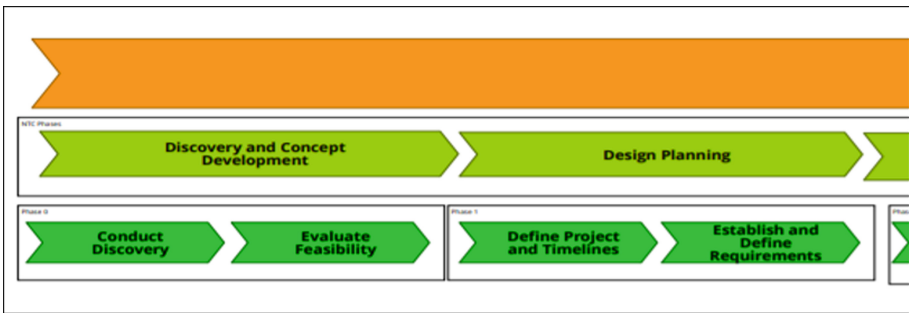 NTC Phases
Discovery and Concept
Development
Design Planning
Phase 0
Conduct
Discovery
Evaluate
Feasibility
Phase 1
Define Project
and Timelines
Establish and
Define
Requirements